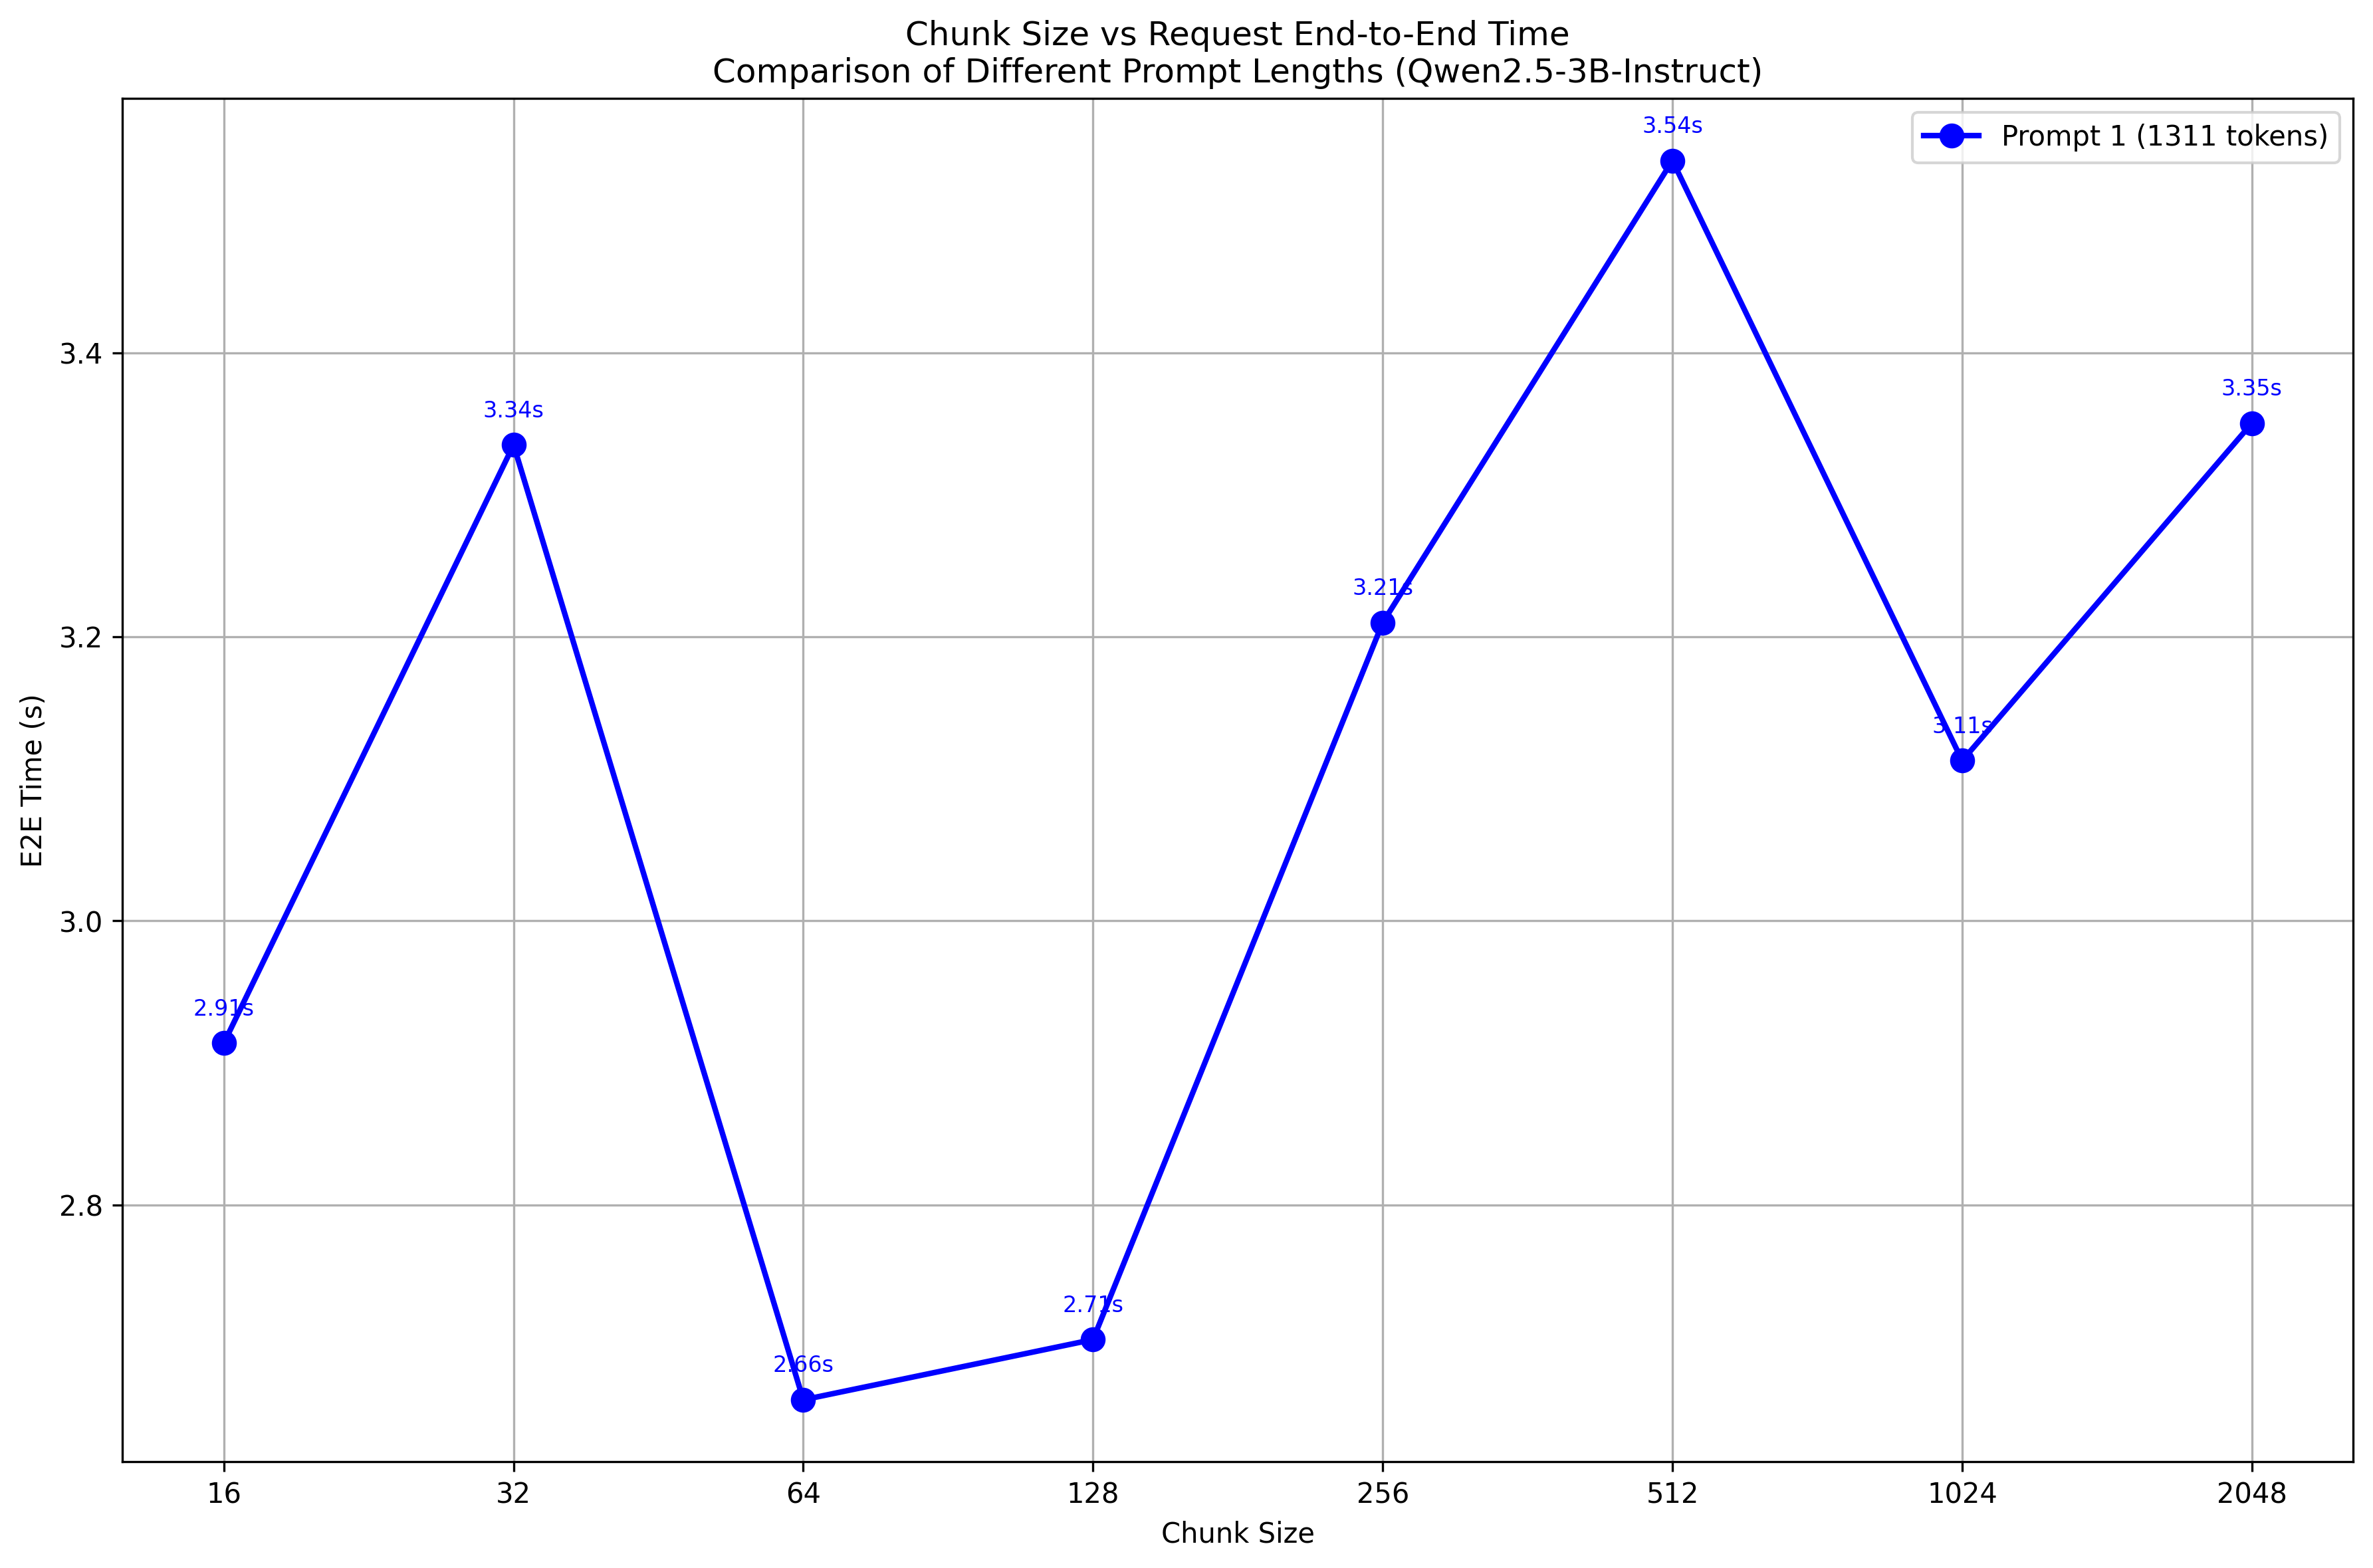 Chunk Size vs Request End-to-End Time
Comparison of Different Prompt Lengths (Qwen2.5-3B-Instruct)
Prompt 1 (1311 tokens)
E2E Time (s)
3.4
3.2
3.0
2.8
2.91s
3.34s
2.66s
2.71s
3.21s
3.54s
3.11s
3.35s
16
32
64
128
256
512
1024
2048
Chunk Size